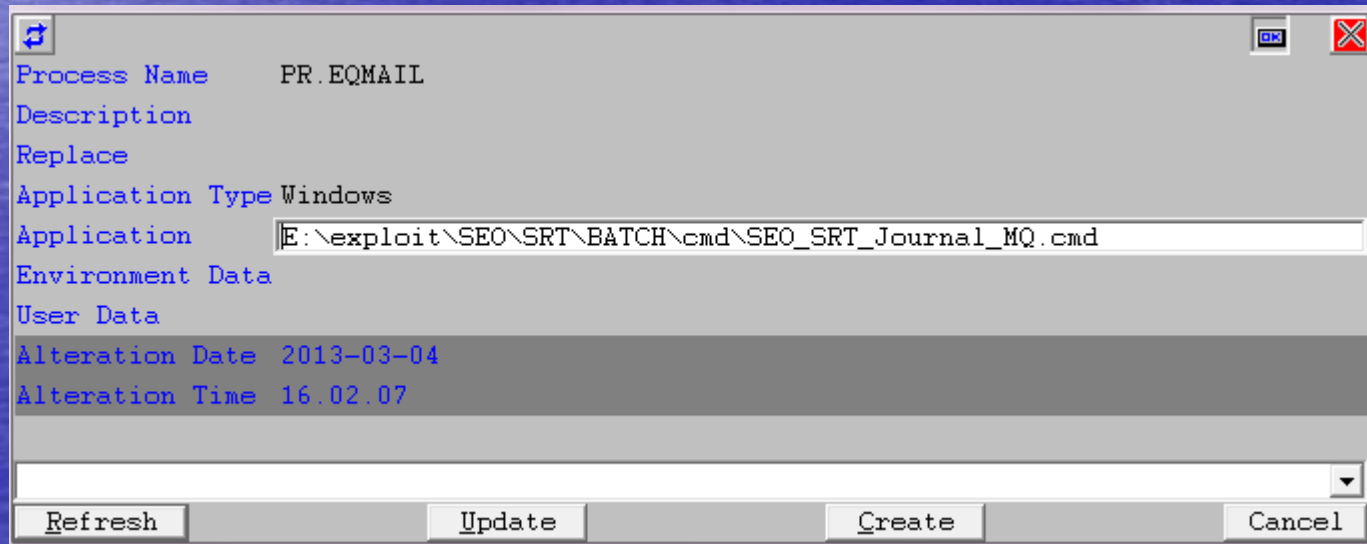 OK
Process Name PR.EQMAIL
Description
Replace
Application Type Windows
Application E:\exploit\SEO\SRT\BATCH\cmd\SEO_SRT_Journal_MQ.cmd
Environment Data
User Data
Alteration Date 2013-03-04
Alteration Time 16.02.07
Refresh Update Create Cancel